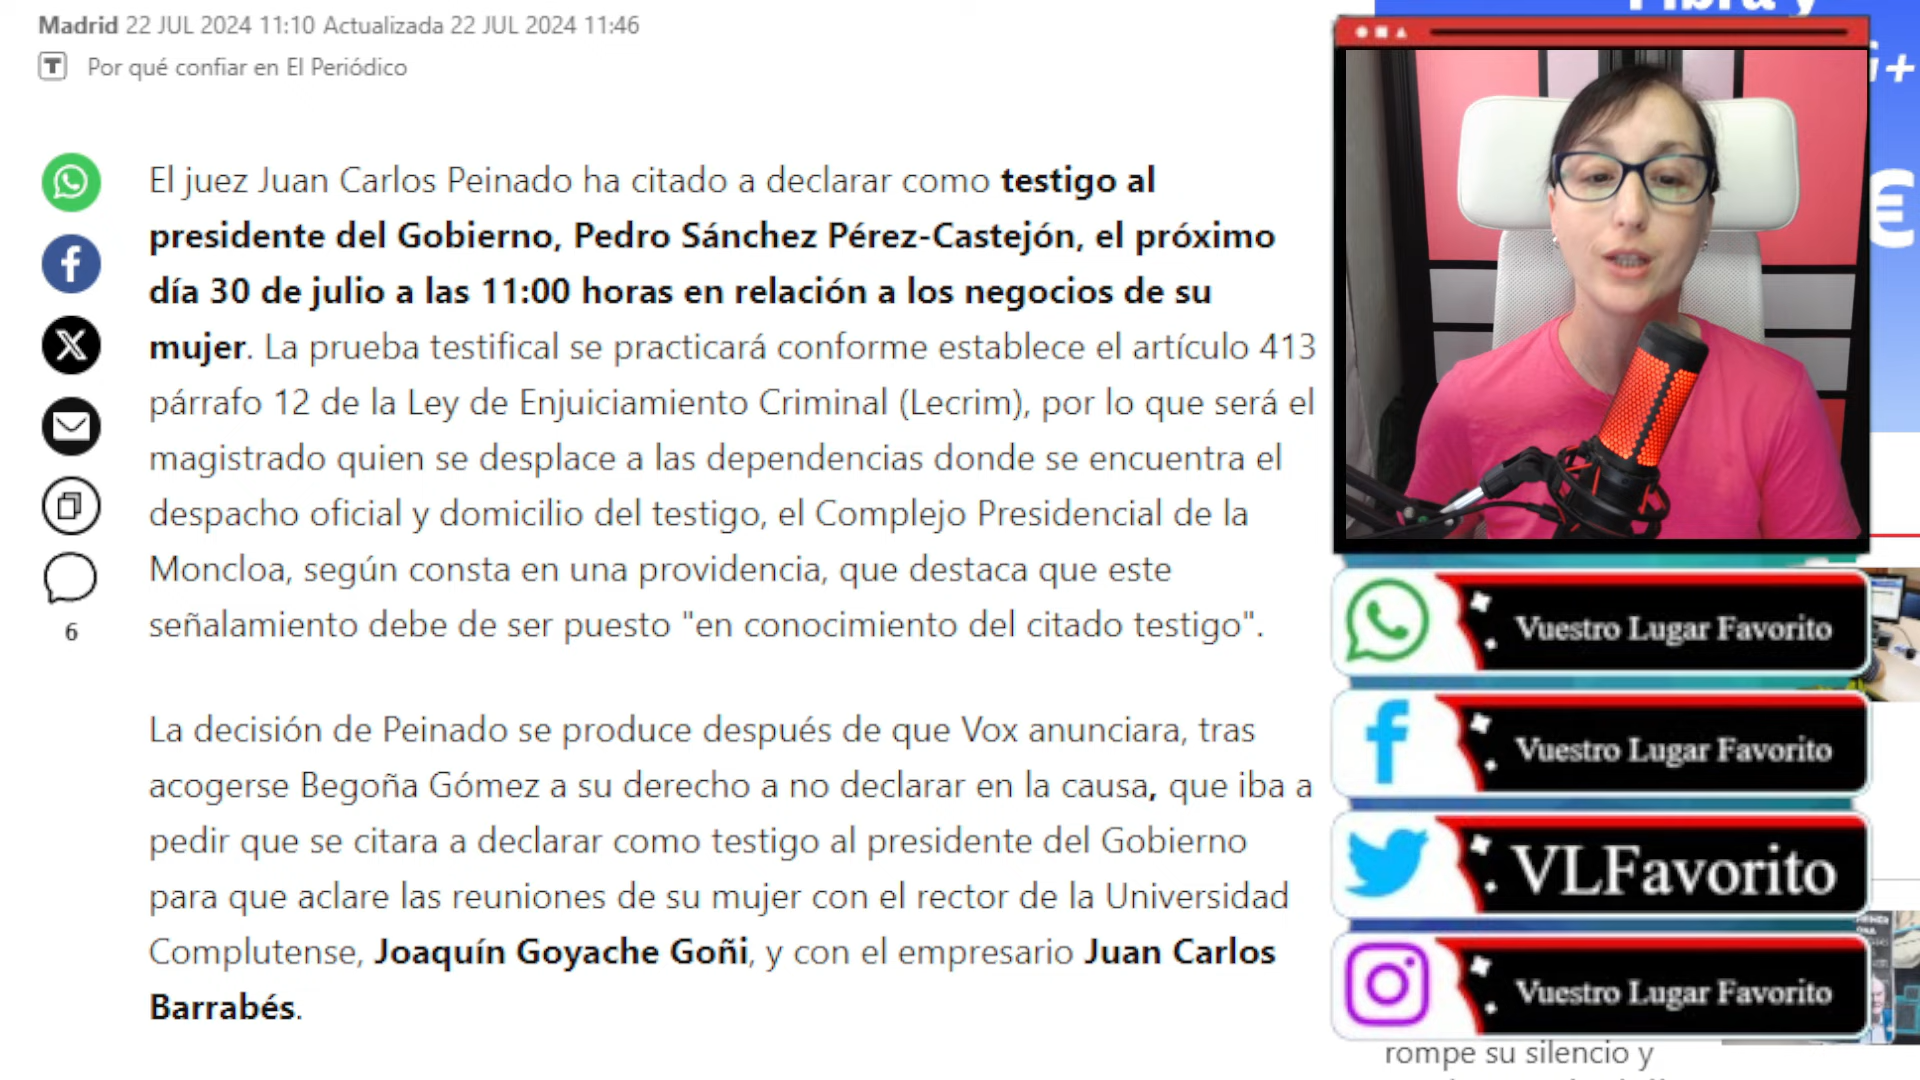 Madrid 22 JUL 2024 11:10 Actualizada 22 JUL 2024 11:46
T Por qué confiar en El Periódico
El juez Juan Carlos Peinado ha citado a declarar como testigo al
presidente del Gobierno, Pedro Sánchez Pérez-Castejón, el próximo
día 30 de julio a las 11:00 horas en relación a los negocios de su
mujer. La prueba testifical se practicará conforme establece el artículo 413
párrafo 12 de la Ley de Enjuiciamiento Criminal (Lecrim), por lo que será el
magistrado quien se desplace a las dependencias donde se encuentra el
despacho oficial y domicilio del testigo, el Complejo Presidencial de la
Moncloa, según consta en una providencia, que destaca que este
señalamiento debe de ser puesto "en conocimiento del citado testigo".
6
La decisión de Peinado se produce después de que Vox anunciara, tras
acogerse Begoña Gómez a su derecho a no declarar en la causa, que iba a
pedir que se citara a declarar como testigo al presidente del Gobierno
para que aclare las reuniones de su mujer con el rector de la Universidad
Complutense, Joaquín Goyache Goñi, y con el empresario Juan Carlos
Barrabés.
Fibra y
€
Vuestro Lugar Favorito
Vuestro Lugar Favorito
VLFavorito
Vuestro Lugar Favorito
rompe su silencio y